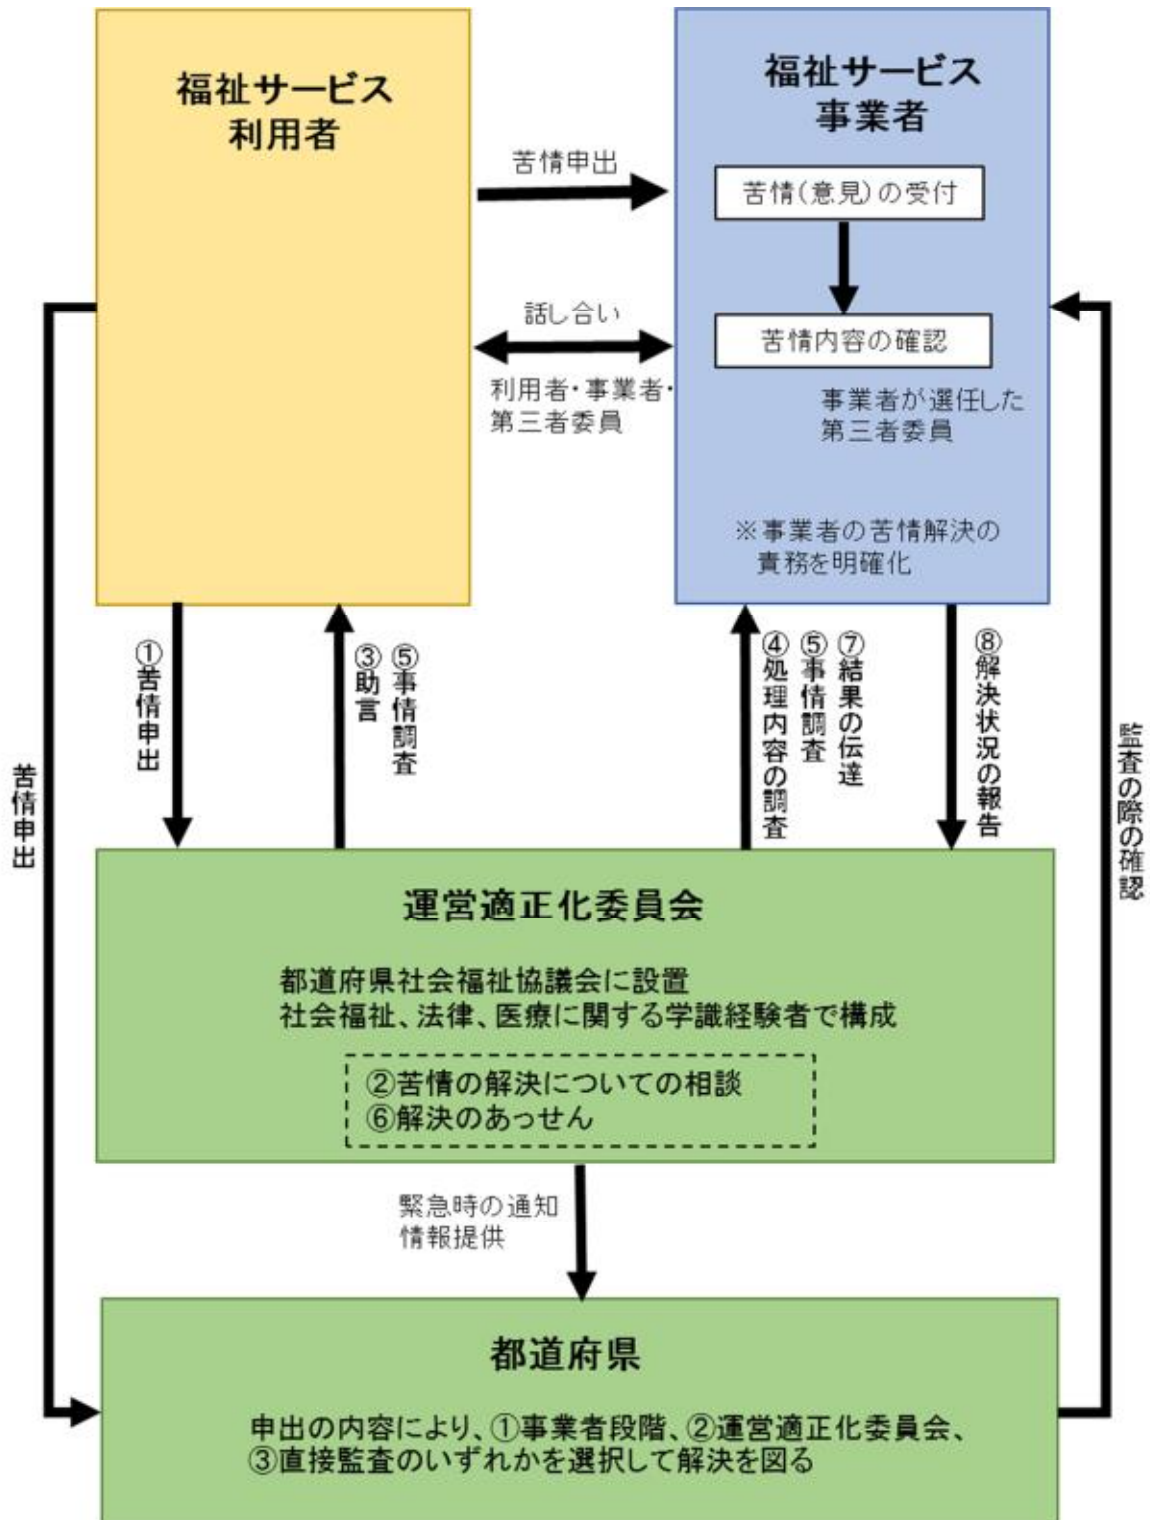 福祉サービス
利用者
福祉サービス
事業者
苦情申出
苦情(意見)の受付
話し合い
苦情内容の確認
利用者・事業者・
第三者委員
事業者が選任した
第三者委員
※事業者の苦情解決の
責務を明確化
①苦情申出
③助言
⑤事情調査
④処理内容の調査
⑤事情調査
⑦結果の伝達
⑧解決状況の報告
苦情申出
監査の際の確認
運営適正化委員会
都道府県社会福祉協議会に設置
社会福祉、法律、医療に関する学識経験者で構成
②苦情の解決についての相談
⑥解決のあっせん
緊急時の通知
情報提供
都道府県
申出の内容により、①事業者段階、②運営適正化委員会、
③直接監査のいずれかを選択して解決を図る